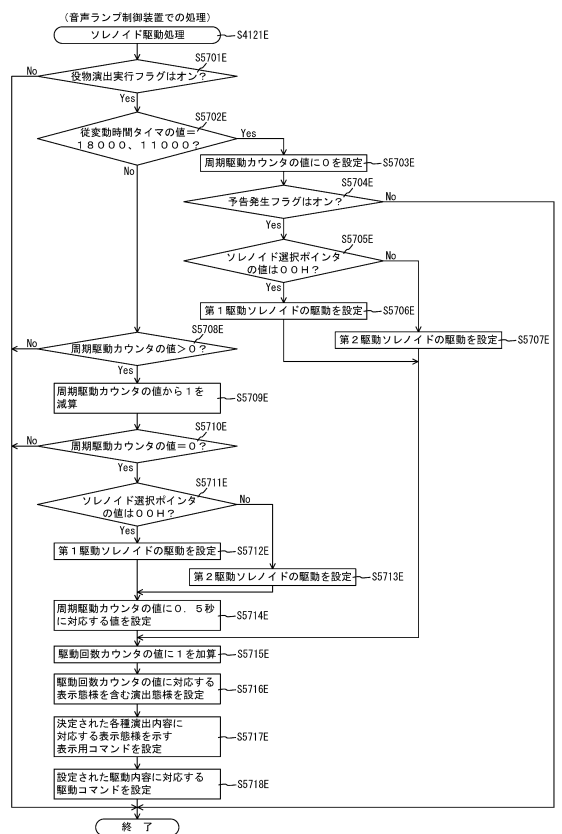 (音声ランプ制御装置での処理)
ソレノイド駆動処理
S4121E
S5701E
役物演出実行フラグはオン?
No
Yes
S5702E
従変動時間タイマの値=
18000、11000?
Yes
No
周期駆動カウンタの値に0を設定
S5703E
S5704E
予告発生フラグはオン?
No
Yes
S5705E
ソレノイド選択ポインタ
の値は00H?
No
Yes
第1駆動ソレノイドの駆動を設定
S5706E
第2駆動ソレノイドの駆動を設定
S5707E
S5708E
周期駆動カウンタの値>0?
No
Yes
周期駆動カウンタの値から1を
減算
S5709E
S5710E
周期駆動カウンタの値=0?
No
Yes
S5711E
ソレノイド選択ポインタ
の値は00H?
No
Yes
第1駆動ソレノイドの駆動を設定
S5712E
第2駆動ソレノイドの駆動を設定
S5713E
周期駆動カウンタの値に0.5秒
に対応する値を設定
S5714E
駆動回数カウンタの値に1を加算
S5715E
駆動回数カウンタの値に対応する
表示態様を含む演出態様を設定
S5716E
決定された各種演出内容に
対応する表示態様を示す
表示用コマンドを設定
S5717E
設定された駆動内容に対応する
駆動コマンドを設定
S5718E
終 了